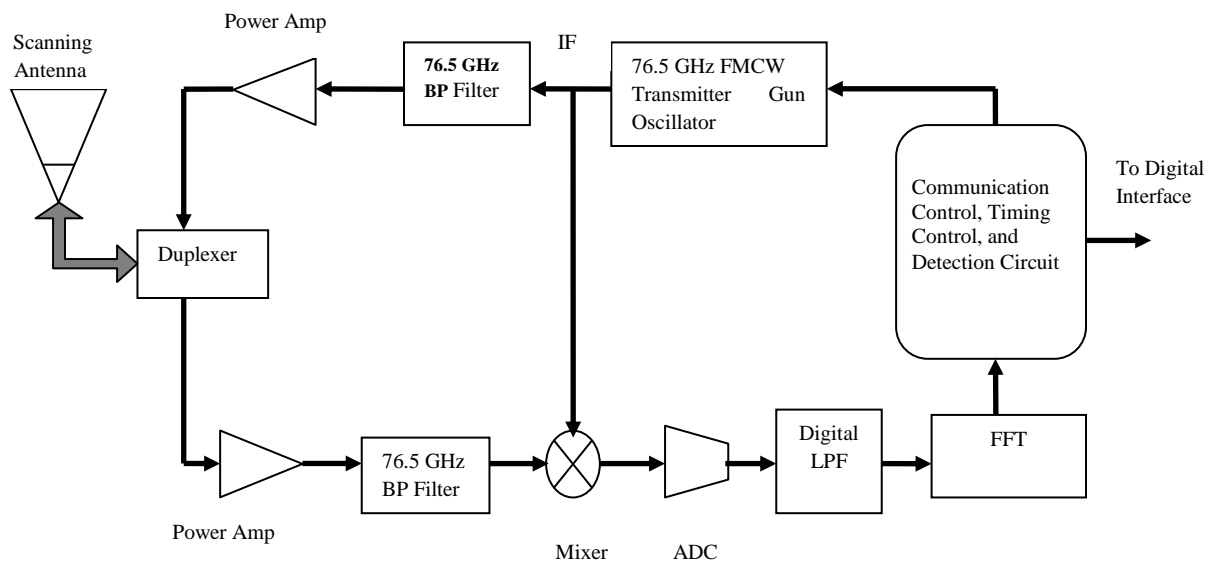 Power Amp
Scanning
Antenna
IF
76.5 GHz
BP Filter
76.5 GHz FMCW
Transmitter Gun
Oscillator
Communication
Control, Timing
Control, and
Detection Circuit
To Digital
Interface
Duplexer
76.5 GHz
BP Filter
Digital
LPF
FFT
Power Amp
Mixer
ADC